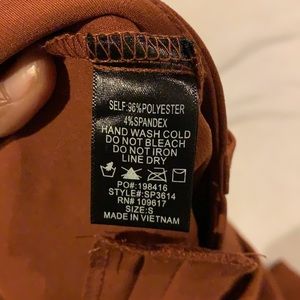 SELF:96%POLYESTER
4%SPANDEX
HAND WASH COLD
DO NOT BLEACH
DO NOT IRON
LINE DRY
PO#:198416
STYLE#:SP3614
RN# 109617
SIZE:S
MADE IN VIETNAM